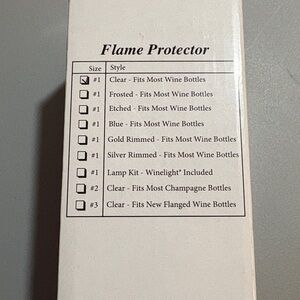 Flame Protector
Size Style
#1 Clear - Fits Most Wine Bottles
#1 Frosted - Fits Most Wine Bottles
#1 Etched - Fits Most Wine Bottles
#1 Blue - Fits Most Wine Bottles
#1 Gold Rimmed - Fits Most Wine Bottles
#1 Silver Rimmed - Fits Most Wine Bottles
#1 Lamp Kit - Winelight® Included
#2 Clear - Fits Most Champagne Bottles
#3 Clear - Fits New Flanged Wine Bottles